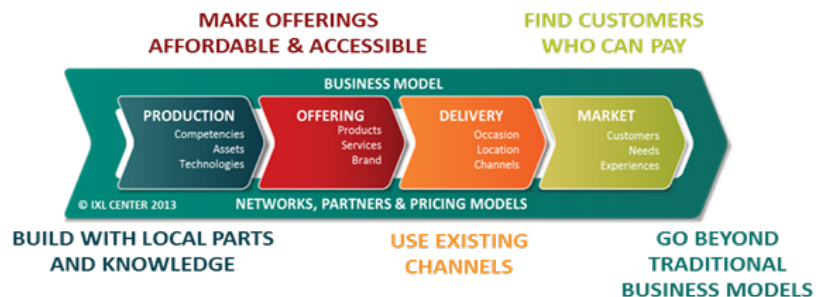 MAKE OFFERINGS
AFFORDABLE & ACCESSIBLE
FIND CUSTOMERS
WHO CAN PAY
BUSINESS MODEL
PRODUCTION
Competencies
Assets
Technologies
OFFERING
Products
Services
Brand
DELIVERY
Occasion
Location
Channels
MARKET
Customers
Needs
Experiences
© IXL CENTER 2013
NETWORKS, PARTNERS & PRICING MODELS
BUILD WITH LOCAL PARTS
AND KNOWLEDGE
USE EXISTING
CHANNELS
GO BEYOND
TRADITIONAL
BUSINESS MODELS